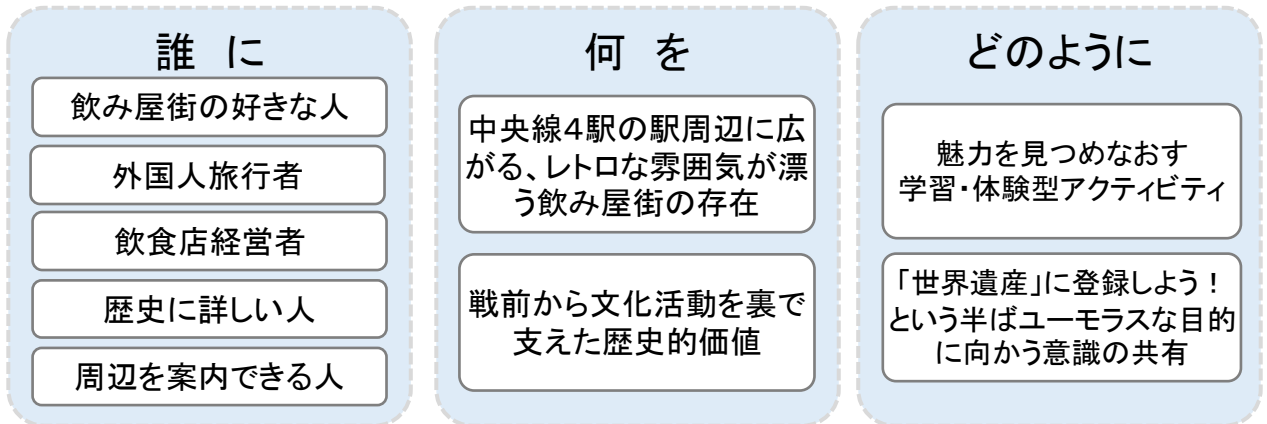 誰 に
飲み屋街の好きな人
外国人旅行者
飲食店経営者
歴史に詳しい人
周辺を案内できる人
何 を
中央線4駅の駅周辺に広
がる、レトロな雰囲気が漂
う飲み屋街の存在
戦前から文化活動を裏で
支えた歴史的価値
どのように
魅力を見つめなおす
学習・体験型アクティビティ
「世界遺産」に登録しよう!
という半ばユーモラスな目的
に向かう意識の共有